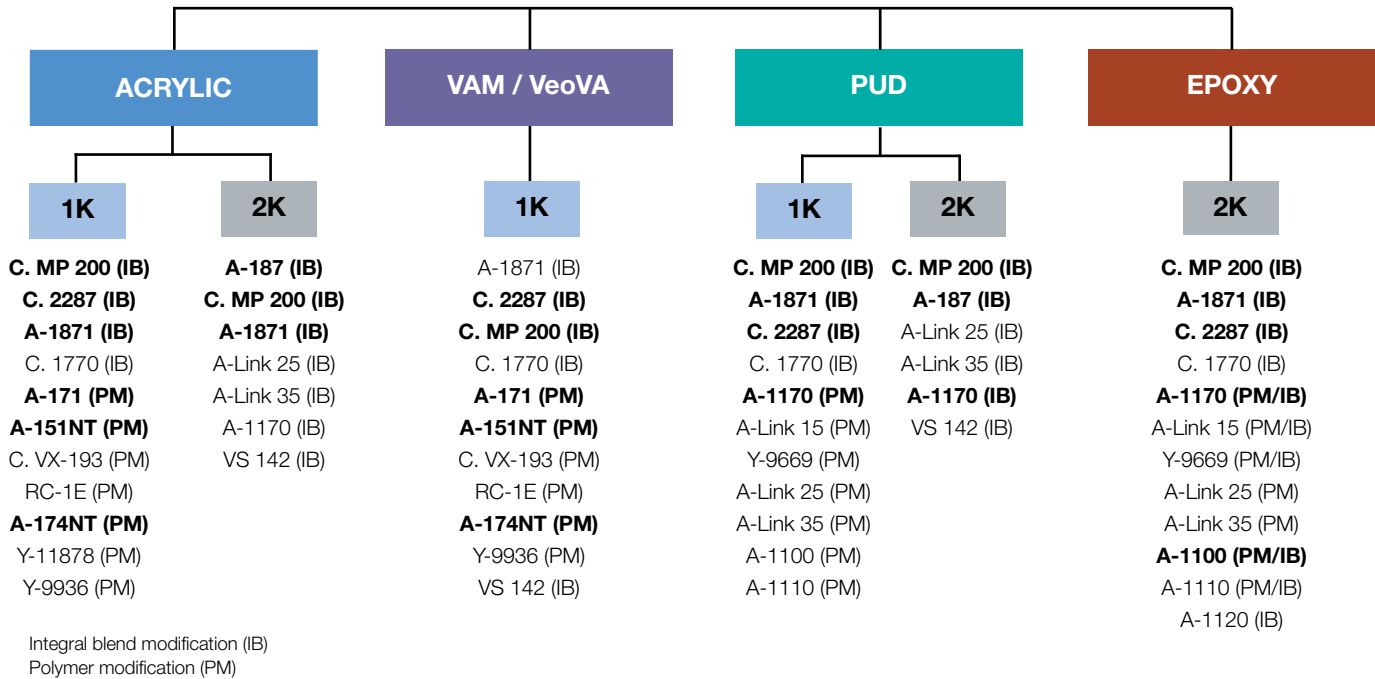 ACRYLIC
1K
C. MP 200 (IB)
C. 2287 (IB)
A-1871 (IB)
C. 1770 (IB)
A-171 (PM)
A-151NT (PM)
C. VX-193 (PM)
RC-1E (PM)
A-174NT (PM)
Y-11878 (PM)
Y-9936 (PM)
2K
A-187 (IB)
C. MP 200 (IB)
A-1871 (IB)
A-Link 25 (IB)
A-Link 35 (IB)
A-1170 (IB)
VS 142 (IB)
VAM / VeoVA
1K
A-1871 (IB)
C. 2287 (IB)
C. MP 200 (IB)
C. 1770 (IB)
A-171 (PM)
A-151NT (PM)
C. VX-193 (PM)
RC-1E (PM)
A-174NT (PM)
Y-9936 (PM)
VS 142 (IB)
PUD
1K
C. MP 200 (IB)
A-1871 (IB)
C. 2287 (IB)
C. 1770 (IB)
A-1170 (PM)
A-Link 15 (PM)
Y-9669 (PM)
A-Link 25 (PM)
A-Link 35 (PM)
A-1100 (PM)
A-1110 (PM)
2K
C. MP 200 (IB)
A-187 (IB)
A-Link 25 (IB)
A-Link 35 (IB)
A-1170 (IB)
VS 142 (IB)
EPOXY
2K
C. MP 200 (IB)
A-1871 (IB)
C. 2287 (IB)
C. 1770 (IB)
A-1170 (PM/IB)
A-Link 15 (PM/IB)
Y-9669 (PM/IB)
A-Link 25 (PM)
A-Link 35 (PM)
A-1100 (PM/IB)
A-1110 (PM/IB)
A-1120 (IB)
Integral blend modification (IB)
Polymer modification (PM)